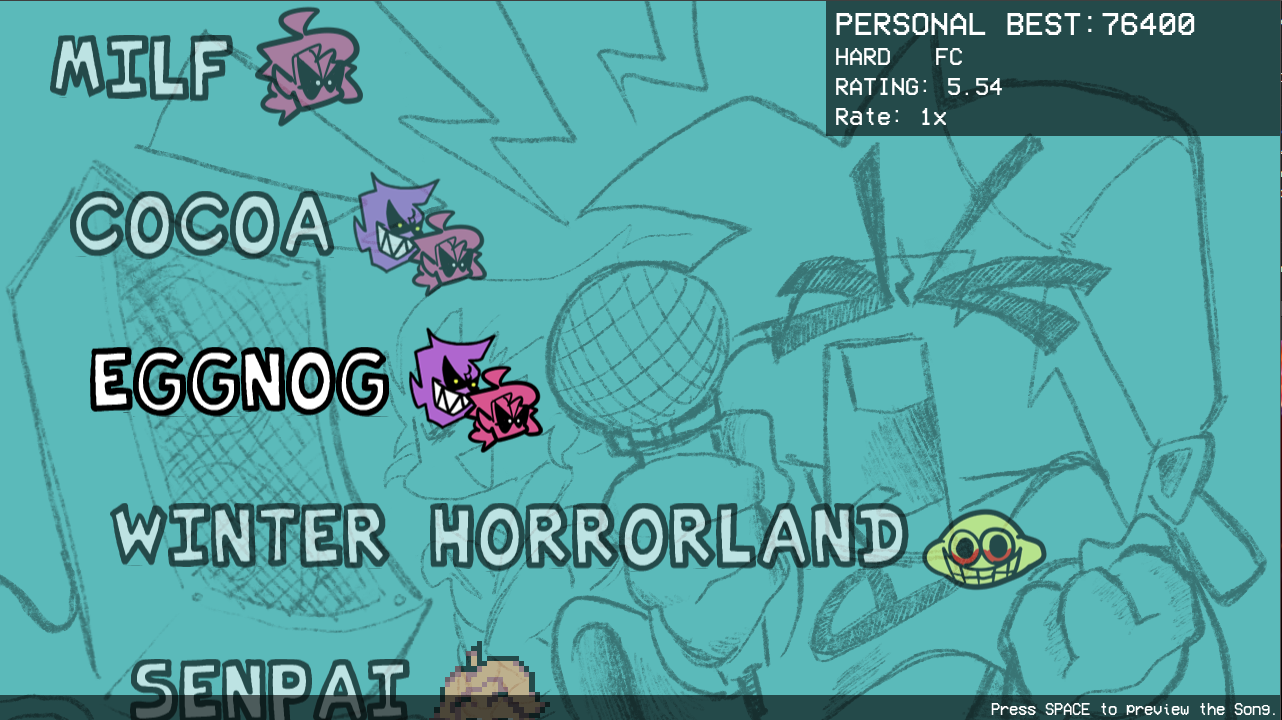 MILF
PERSONAL BEST:76400
HARD FC
RATING: 5.54
Rate: 1x
COCOA
EGGNOG
WINTER HORRORLAND
SENPAI
Press SPACE to preview the Song.